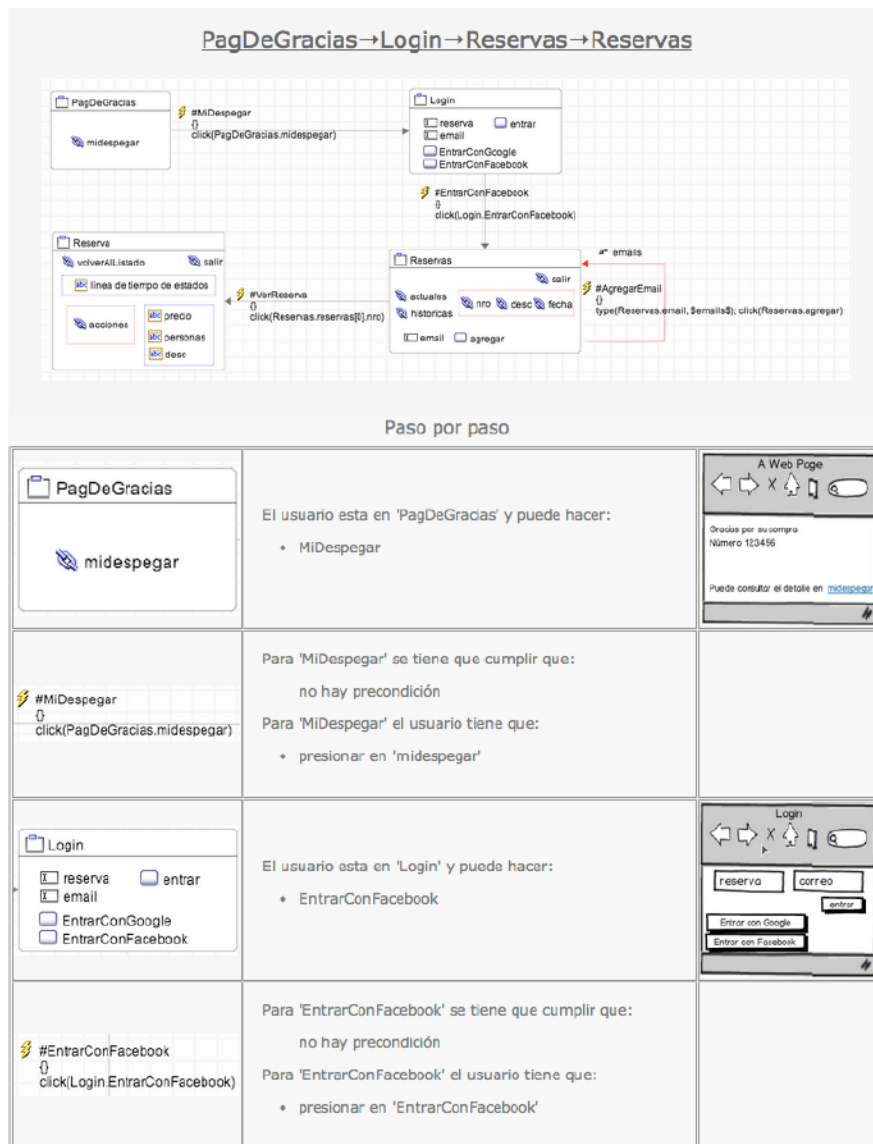 PagDeGracias→Login→Reservas→Reservas
PagDeGracias
midespegar
#MiDespegar
{}
click(PagDeGracias.midespegar)
Login
reserva entrar
email
EntrarConGoogle
EntrarConFacebook
#EntrarConFacebook
{}
click(Login.EntrarConFacebook)
Reserva
volverAlListado salir
linea de tiempo de estados
acciones
precio
personas
desc
#VerReserva
{}
click(Reservas.reservas[0].nro)
Reservas
salir
actuales
historicas
nro desc fecha
email agregar
emails
#AgregarEmail
{}
type(Reservas.email, $emails$); click(Reservas.agregar)
Paso por paso
PagDeGracias
midespegar
El usuario esta en 'PagDeGracias' y puede hacer:
• MiDespegar
A Web Page
X
Gracias por su compra
Número 123456
Puede consultar el detalle en midespegar
#MiDespegar
{}
click(PagDeGracias.midespegar)
Para 'MiDespegar' se tiene que cumplir que:
no hay precondición
Para 'MiDespegar' el usuario tiene que:
• presionar en 'midespegar'
Login
reserva entrar
email
EntrarConGoogle
EntrarConFacebook
El usuario esta en 'Login' y puede hacer:
• EntrarConFacebook
Login
X
reserva correo
entrar
Entrar con Google
Entrar con Facebook
#EntrarConFacebook
{}
click(Login.EntrarConFacebook)
Para 'EntrarConFacebook' se tiene que cumplir que:
no hay precondición
Para 'EntrarConFacebook' el usuario tiene que:
• presionar en 'EntrarConFacebook'